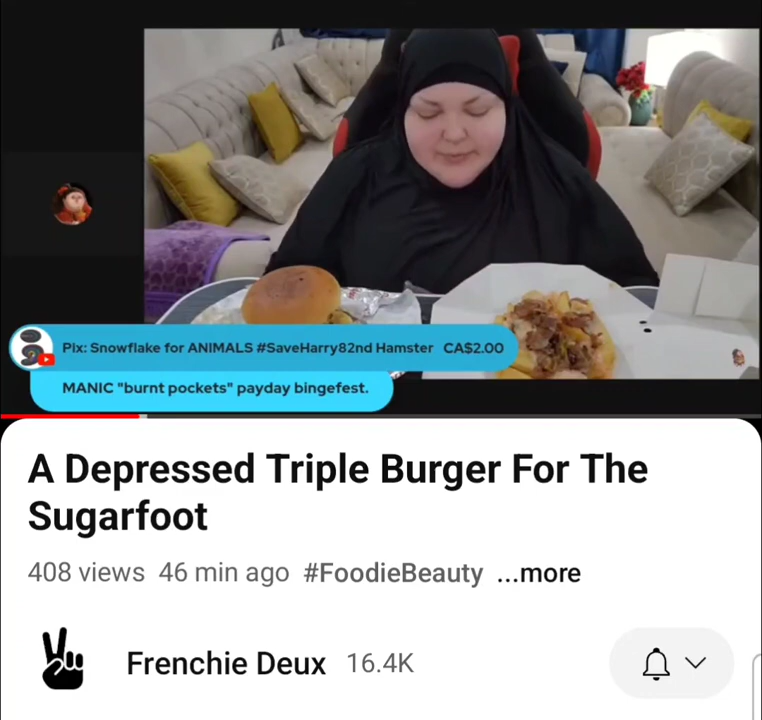 Pix: Snowflake for ANIMALS #SaveHarry82nd Hamster CA$2.00
MANIC "burnt pockets" payday bingefest.
A Depressed Triple Burger For The
Sugarfoot
408 views 46 min ago #FoodieBeauty ...more
Frenchie Deux 16.4K